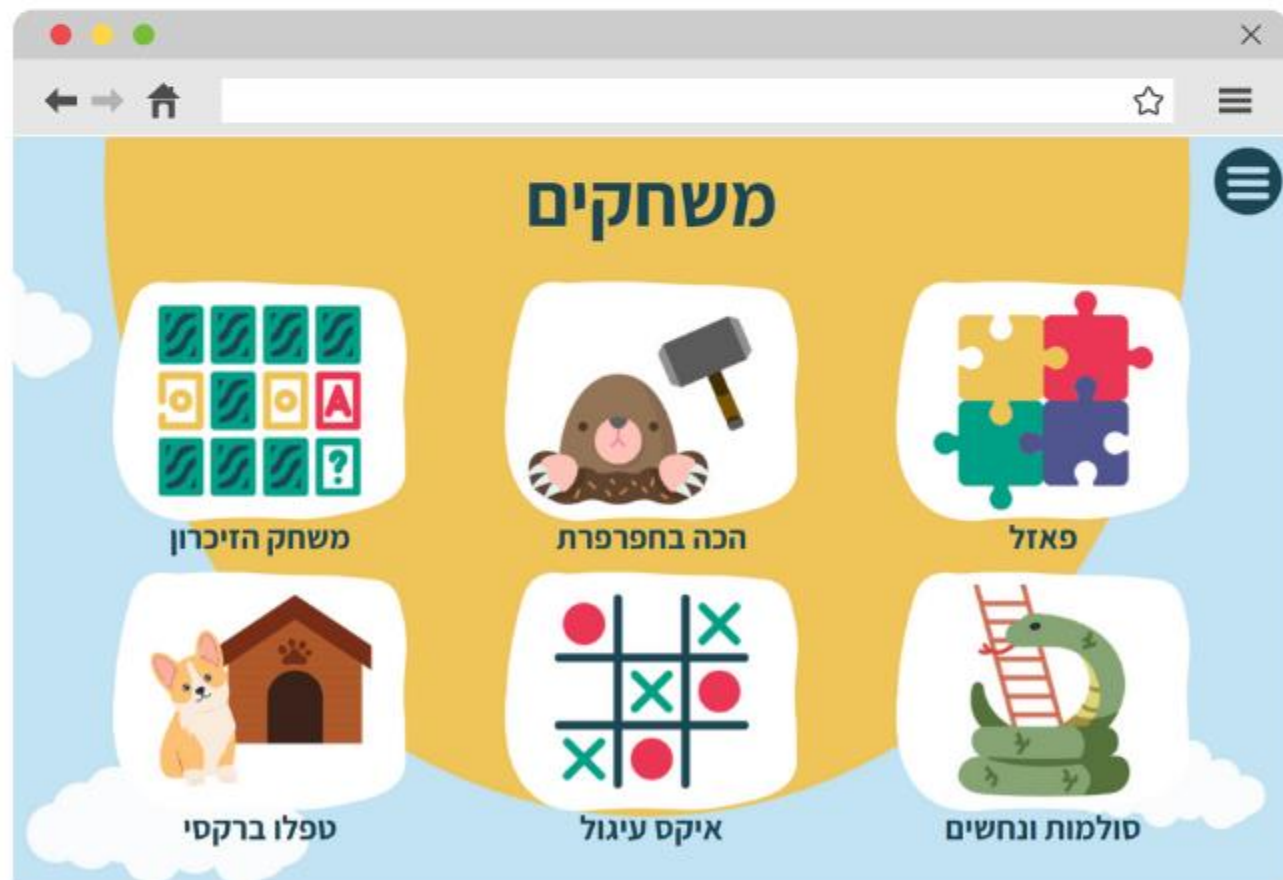 משחקים
A
?
פאזל
הכה בחפרפרת
משחק הזיכרון
סולמות ונחשים
איקס עיגול
טפלו ברקסי